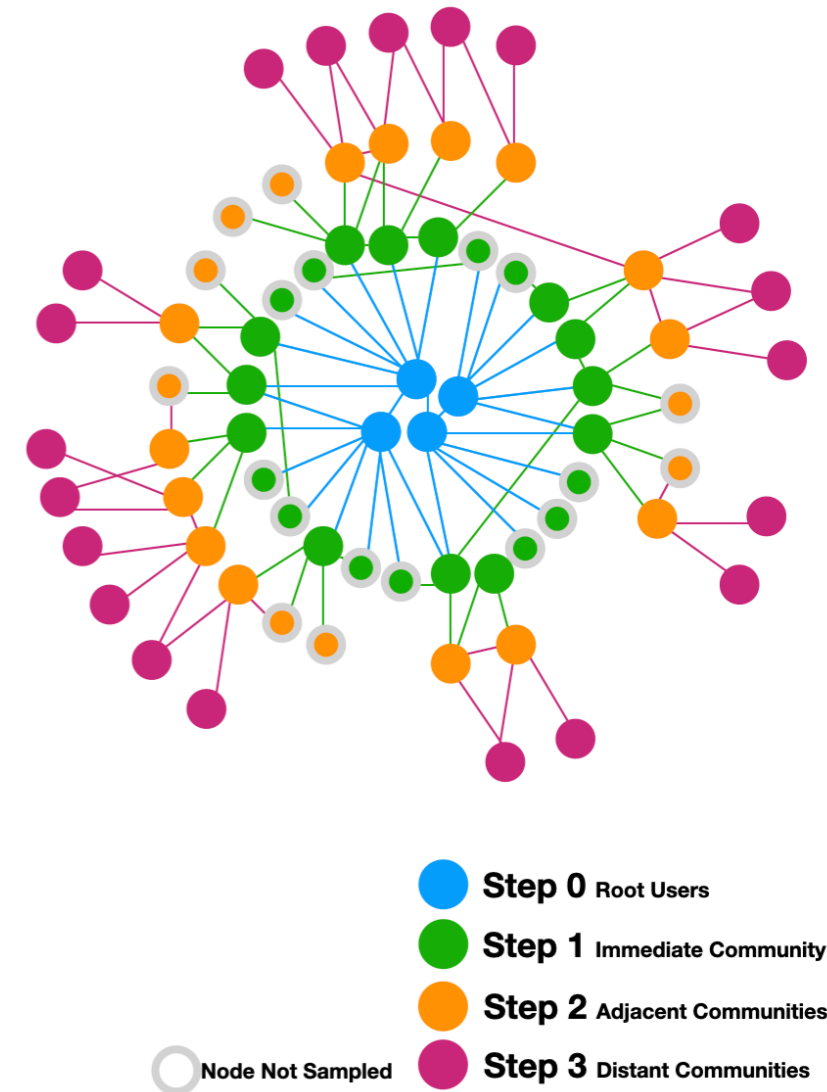 Step 0 Root Users
Step 1 Immediate Community
Step 2 Adjacent Communities
Node Not Sampled
Step 3 Distant Communities